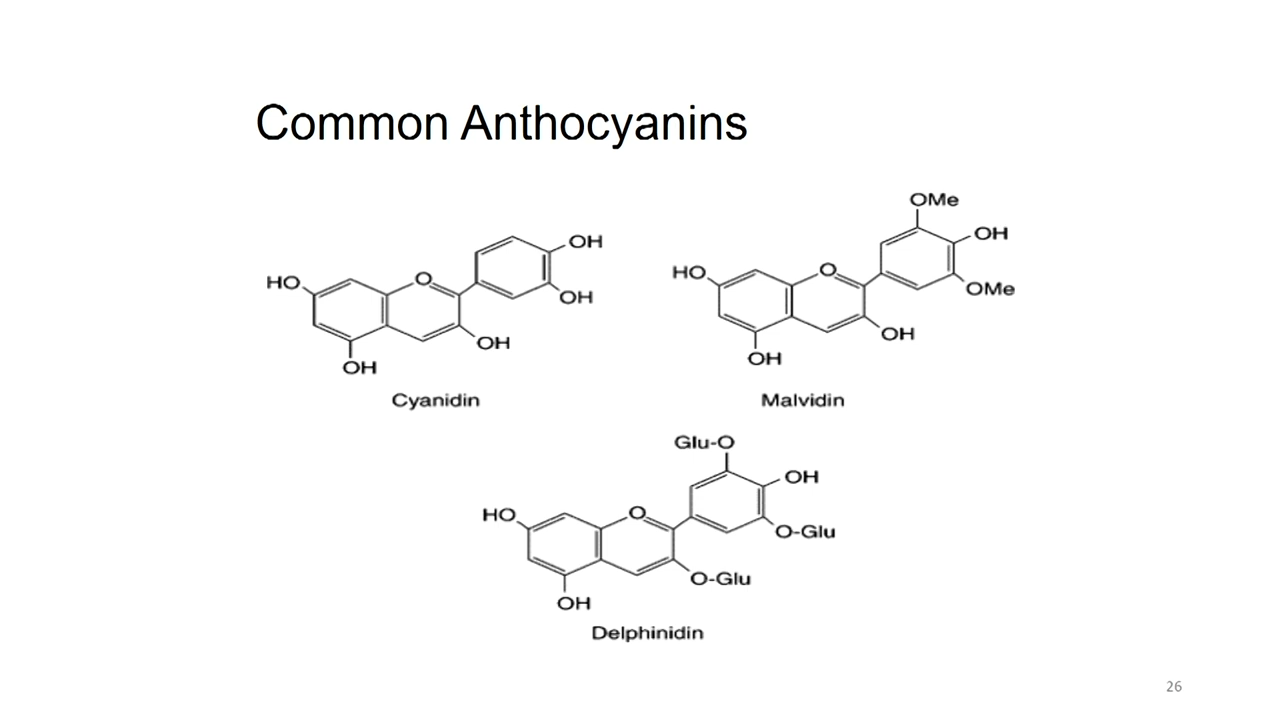 Common Anthocyanins
HO
O
OH
OH
OH
OH
Cyanidin
HO
O
OMe
OH
OMe
OH
OH
Malvidin
Glu-O
OH
HO
O
O-Glu
O-Glu
OH
Delphinidin
26